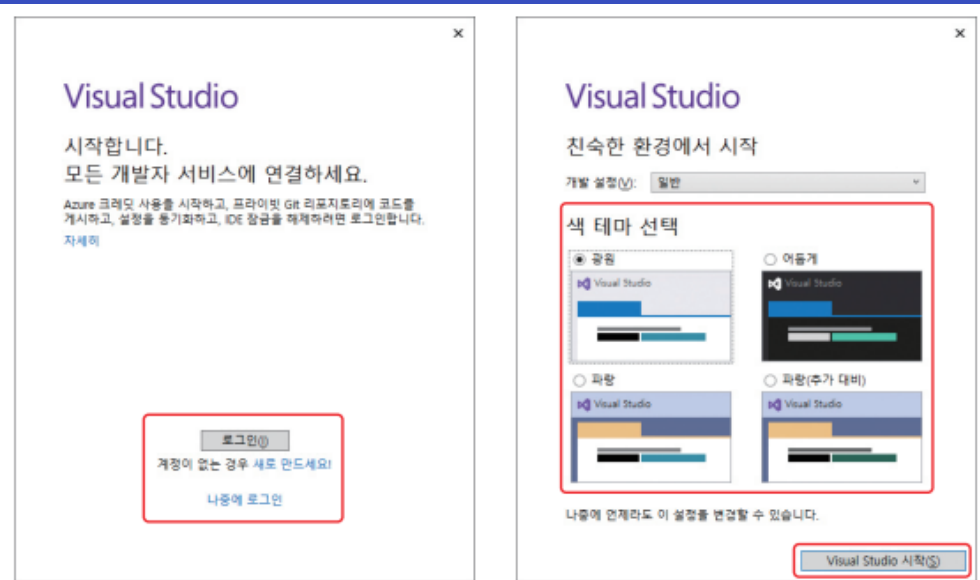 Visual Studio
시작합니다.
모든 개발자 서비스에 연결하세요.
Azure 크레딧 사용을 시작하고, 프라이빗 Git 리포지토리에 코드를
게시하고, 설정을 동기화하고, IDE 잠금을 해제하려면 로그인합니다.
자세히
로그인(I)
계정이 없는 경우 새로 만드세요!
나중에 로그인
Visual Studio
친숙한 환경에서 시작
개발 설정(V): 일반
색 테마 선택
광원
어둡게
Visual Studio
Visual Studio
파랑
파랑(추가 대비)
Visual Studio
Visual Studio
나중에 언제라도 이 설정을 변경할 수 있습니다.
Visual Studio 시작(S)